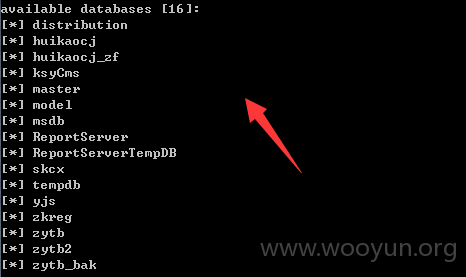 available databases [16]:
[*] distribution
[*] huikaocj
[*] huikaocj_zf
[*] ksyCms
[*] master
[*] model
[*] msdb
[*] ReportServer
[*] ReportServerTempDB
[*] skcx
[*] tempdb
[*] yjs
[*] zkreg
[*] zytb
[*] zytb2
[*] zytb_bak
www.wooyun.org